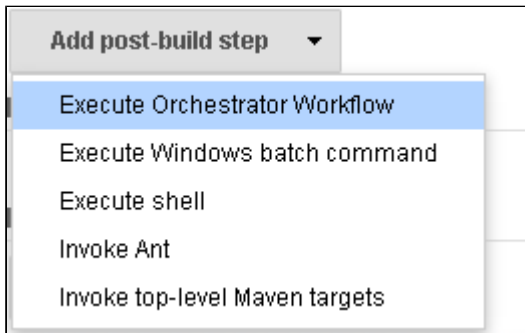 Add post-build step
Execute Orchestrator Workflow
Execute Windows batch command
Execute shell
Invoke Ant
Invoke top-level Maven targets